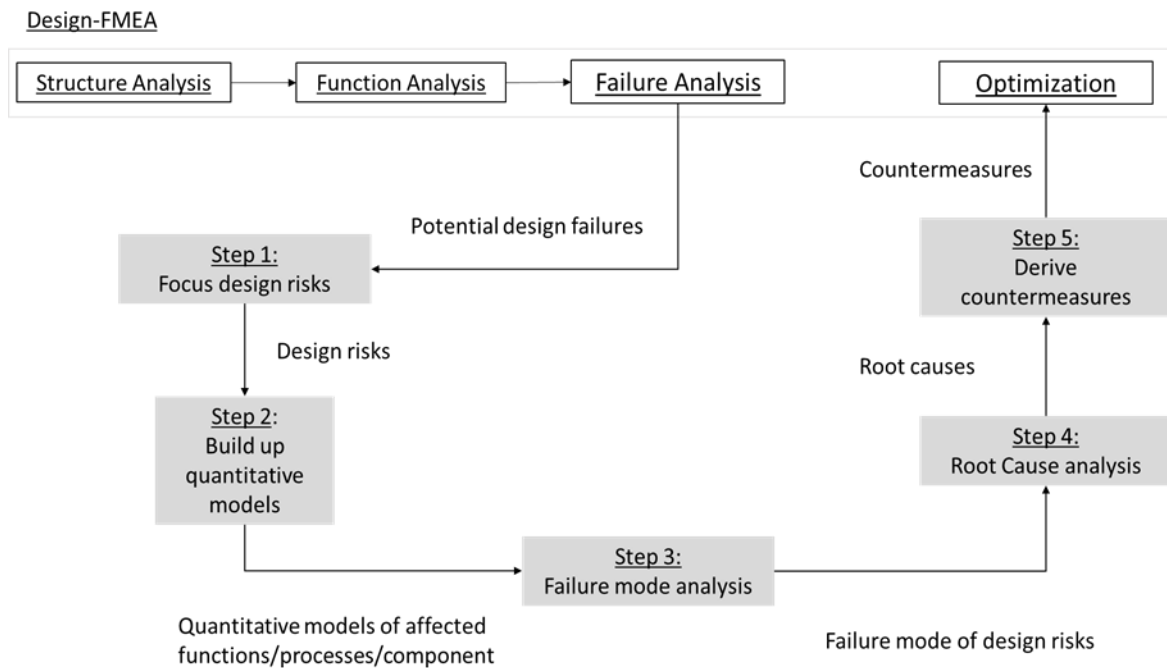 Design-FMEA
Structure Analysis
Function Analysis
Failure Analysis
Optimization
Countermeasures
Potential design failures
Step 1:
Focus design risks
Step 5:
Derive
countermeasures
Design risks
Root causes
Step 2:
Build up
quantitative
models
Step 4:
Root Cause analysis
Step 3:
Failure mode analysis
Quantitative models of affected
functions/processes/component
Failure mode of design risks